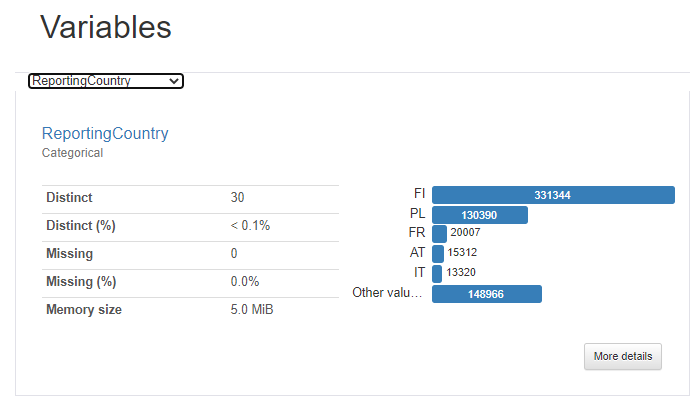 Variables
ReportingCountry
ReportingCountry
Categorical
Distinct 30
Distinct (%) < 0.1%
Missing 0
Missing (%) 0.0%
Memory size 5.0 MiB
FI 331344
PL 130390
FR 20007
AT 15312
IT 13320
Other valu… 148966
More details